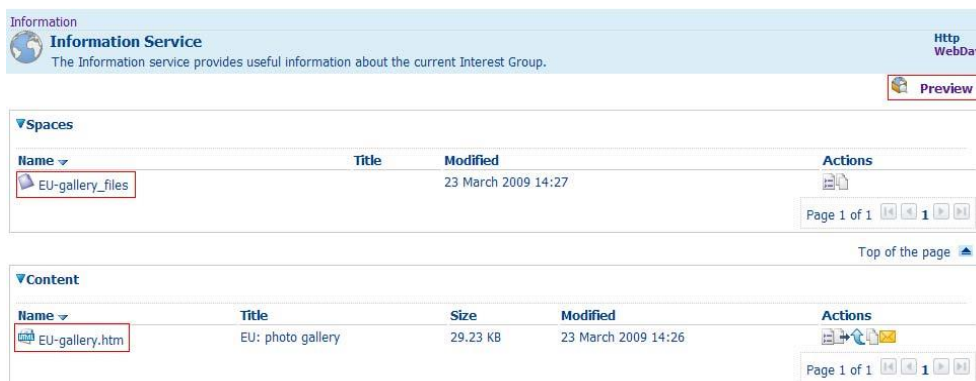 Information
Information Service
The Information service provides useful information about the current Interest Group.
Http
WebDav
Preview
Spaces
Name Title Modified Actions
EU-gallery_files 23 March 2009 14:27
Page 1 of 1 1
Top of the page
Content
Name Title Size Modified Actions
EU-gallery.htm EU: photo gallery 29.23 KB 23 March 2009 14:26
Page 1 of 1 1